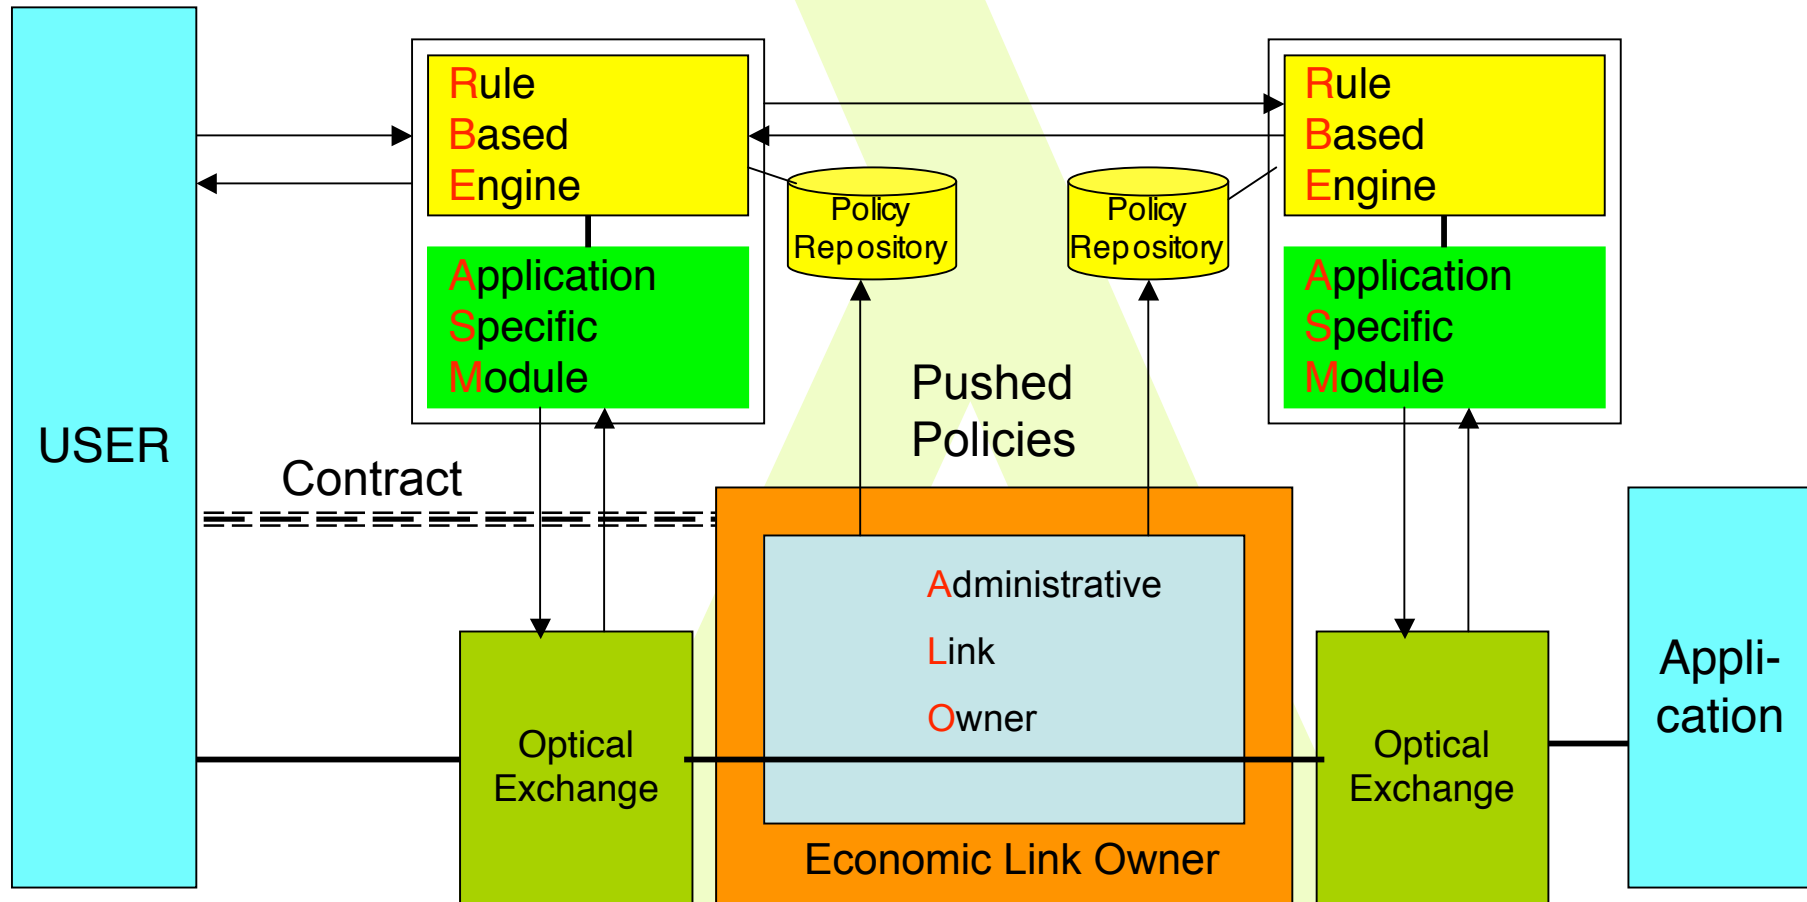 USER
Rule
Based
Engine
Application
Specific
Module
Policy
Repository
Policy
Repository
Rule
Based
Engine
Application
Specific
Module
Pushed
Policies
Contract
Administrative
Link
Owner
Optical
Exchange
Economic Link Owner
Optical
Exchange
Appli-
cation